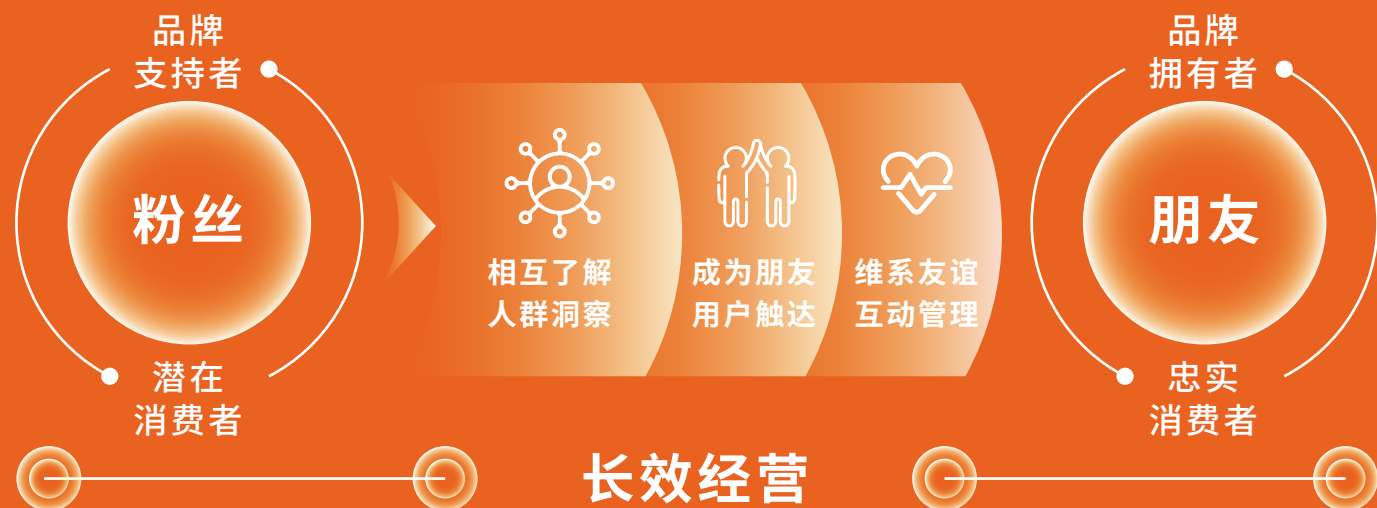 品牌
支持者
粉丝
潜在
消费者
相互了解
人群洞察
成为朋友
用户触达
维系友谊
互动管理
品牌
拥有者
朋友
忠实
消费者
长效经营